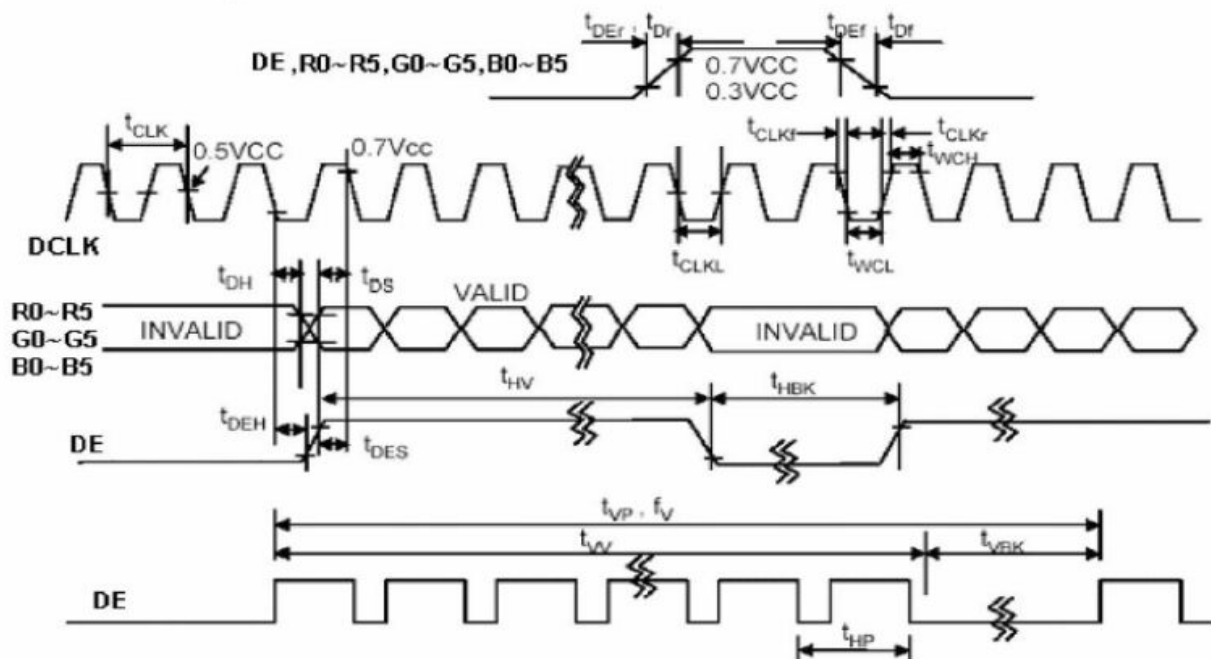 tDEr , tDr
tDEf tDf
DE,R0~R5,G0~G5,B0~B5
0.7VCC
0.3VCC
tCLK
0.5VCC
0.7Vcc
tCLKf
tCLKr
tWCH
DCLK
tCLKL
tWCL
tDH
tDS
VALID
R0~R5
G0~G5
B0~B5
INVALID
INVALID
tHV
tHBK
tDEH
DE
tDES
tVP , fV
tVV
tVBK
DE
tHP